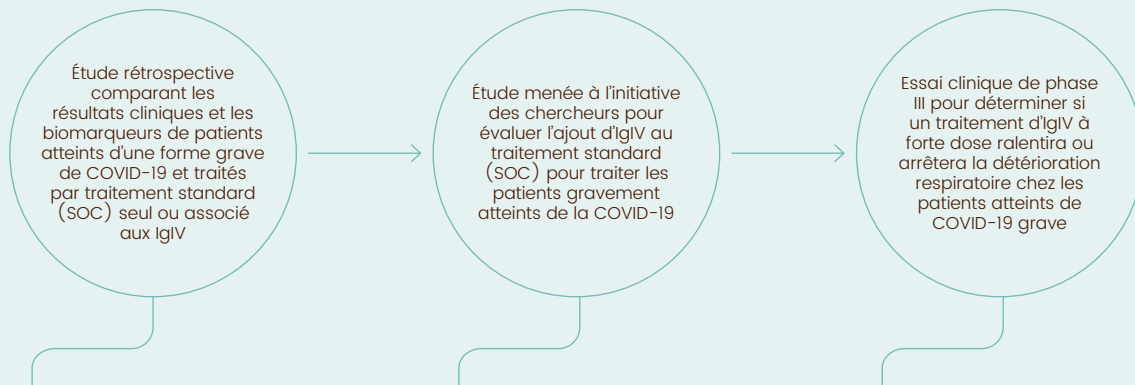 Étude rétrospective
comparant les
résultats cliniques et les
biomarqueurs de patients
atteints d'une forme grave
de COVID-19 et traités
par traitement standard
(SOC) seul ou associé
aux IgIV
Étude menée à l'initiative
des chercheurs pour
évaluer l'ajout d'IgIV au
traitement standard
(SOC) pour traiter les
patients gravement
atteints de la COVID-19
Essai clinique de phase
III pour déterminer si
un traitement d'IgIV à
forte dose ralentira ou
arrêtera la détérioration
respiratoire chez les
patients atteints de
COVID-19 grave